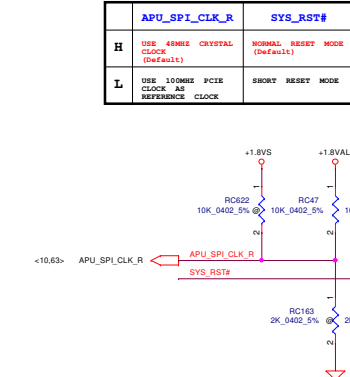 APU_SPI_CLK_R SYS_RST#
H USE 48MHZ CRYSTAL NORMAL RESET MODE
CLOCK (Default)
(Default)
L USE 100MHZ PCIE SHORT RESET MODE
CLOCK AS
REFERENCE CLOCK
+1.8VS +1.8VAL
1 1
RC622 RC47
10K_0402_5% @ 10K_0402_5% 1
2 2
<10,63> APU_SPI_CLK_R APU_SPI_CLK_R
SYS_RST#
1
RC163
2K_0402_5% @ 2
2